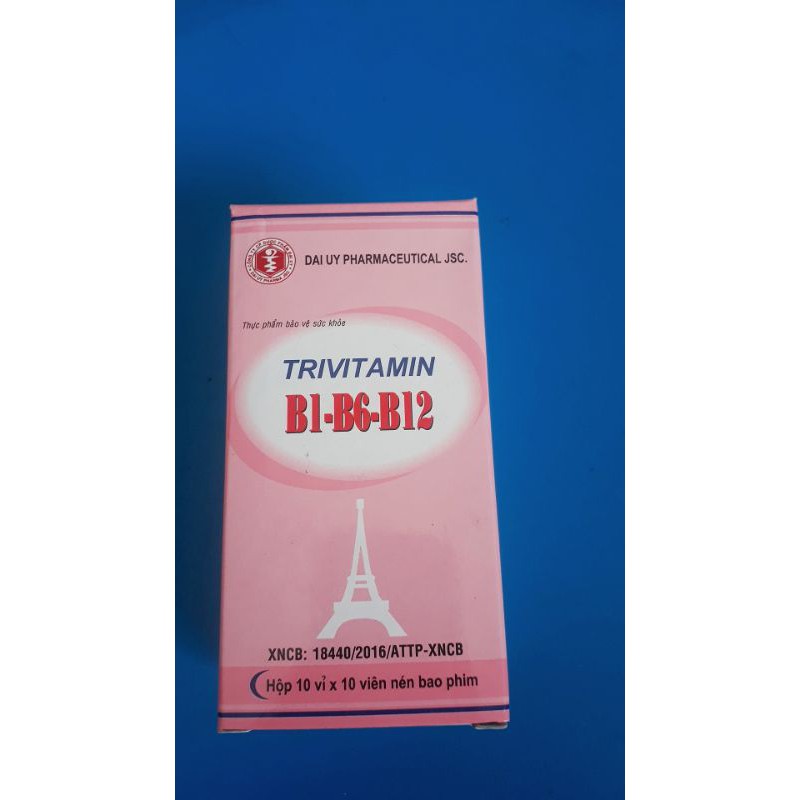 DAI UY PHARMACEUTICAL JSC.
Thực phẩm bảo vệ sức khỏe
TRIVITAMIN
B1-B6-B12
XNCB: 18440/2016/ATTP-XNCB
Hộp 10 vỉ x 10 viên nén bao phim